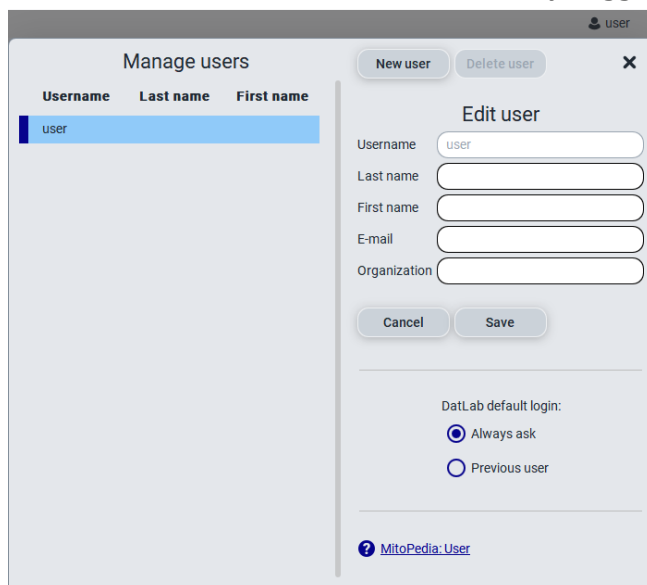 user
Manage users
Username Last name First name
user
New user Delete user
Edit user
Username user
Last name
First name
E-mail
Organization
Cancel Save
DatLab default login:
Always ask
Previous user
MitoPedia: User